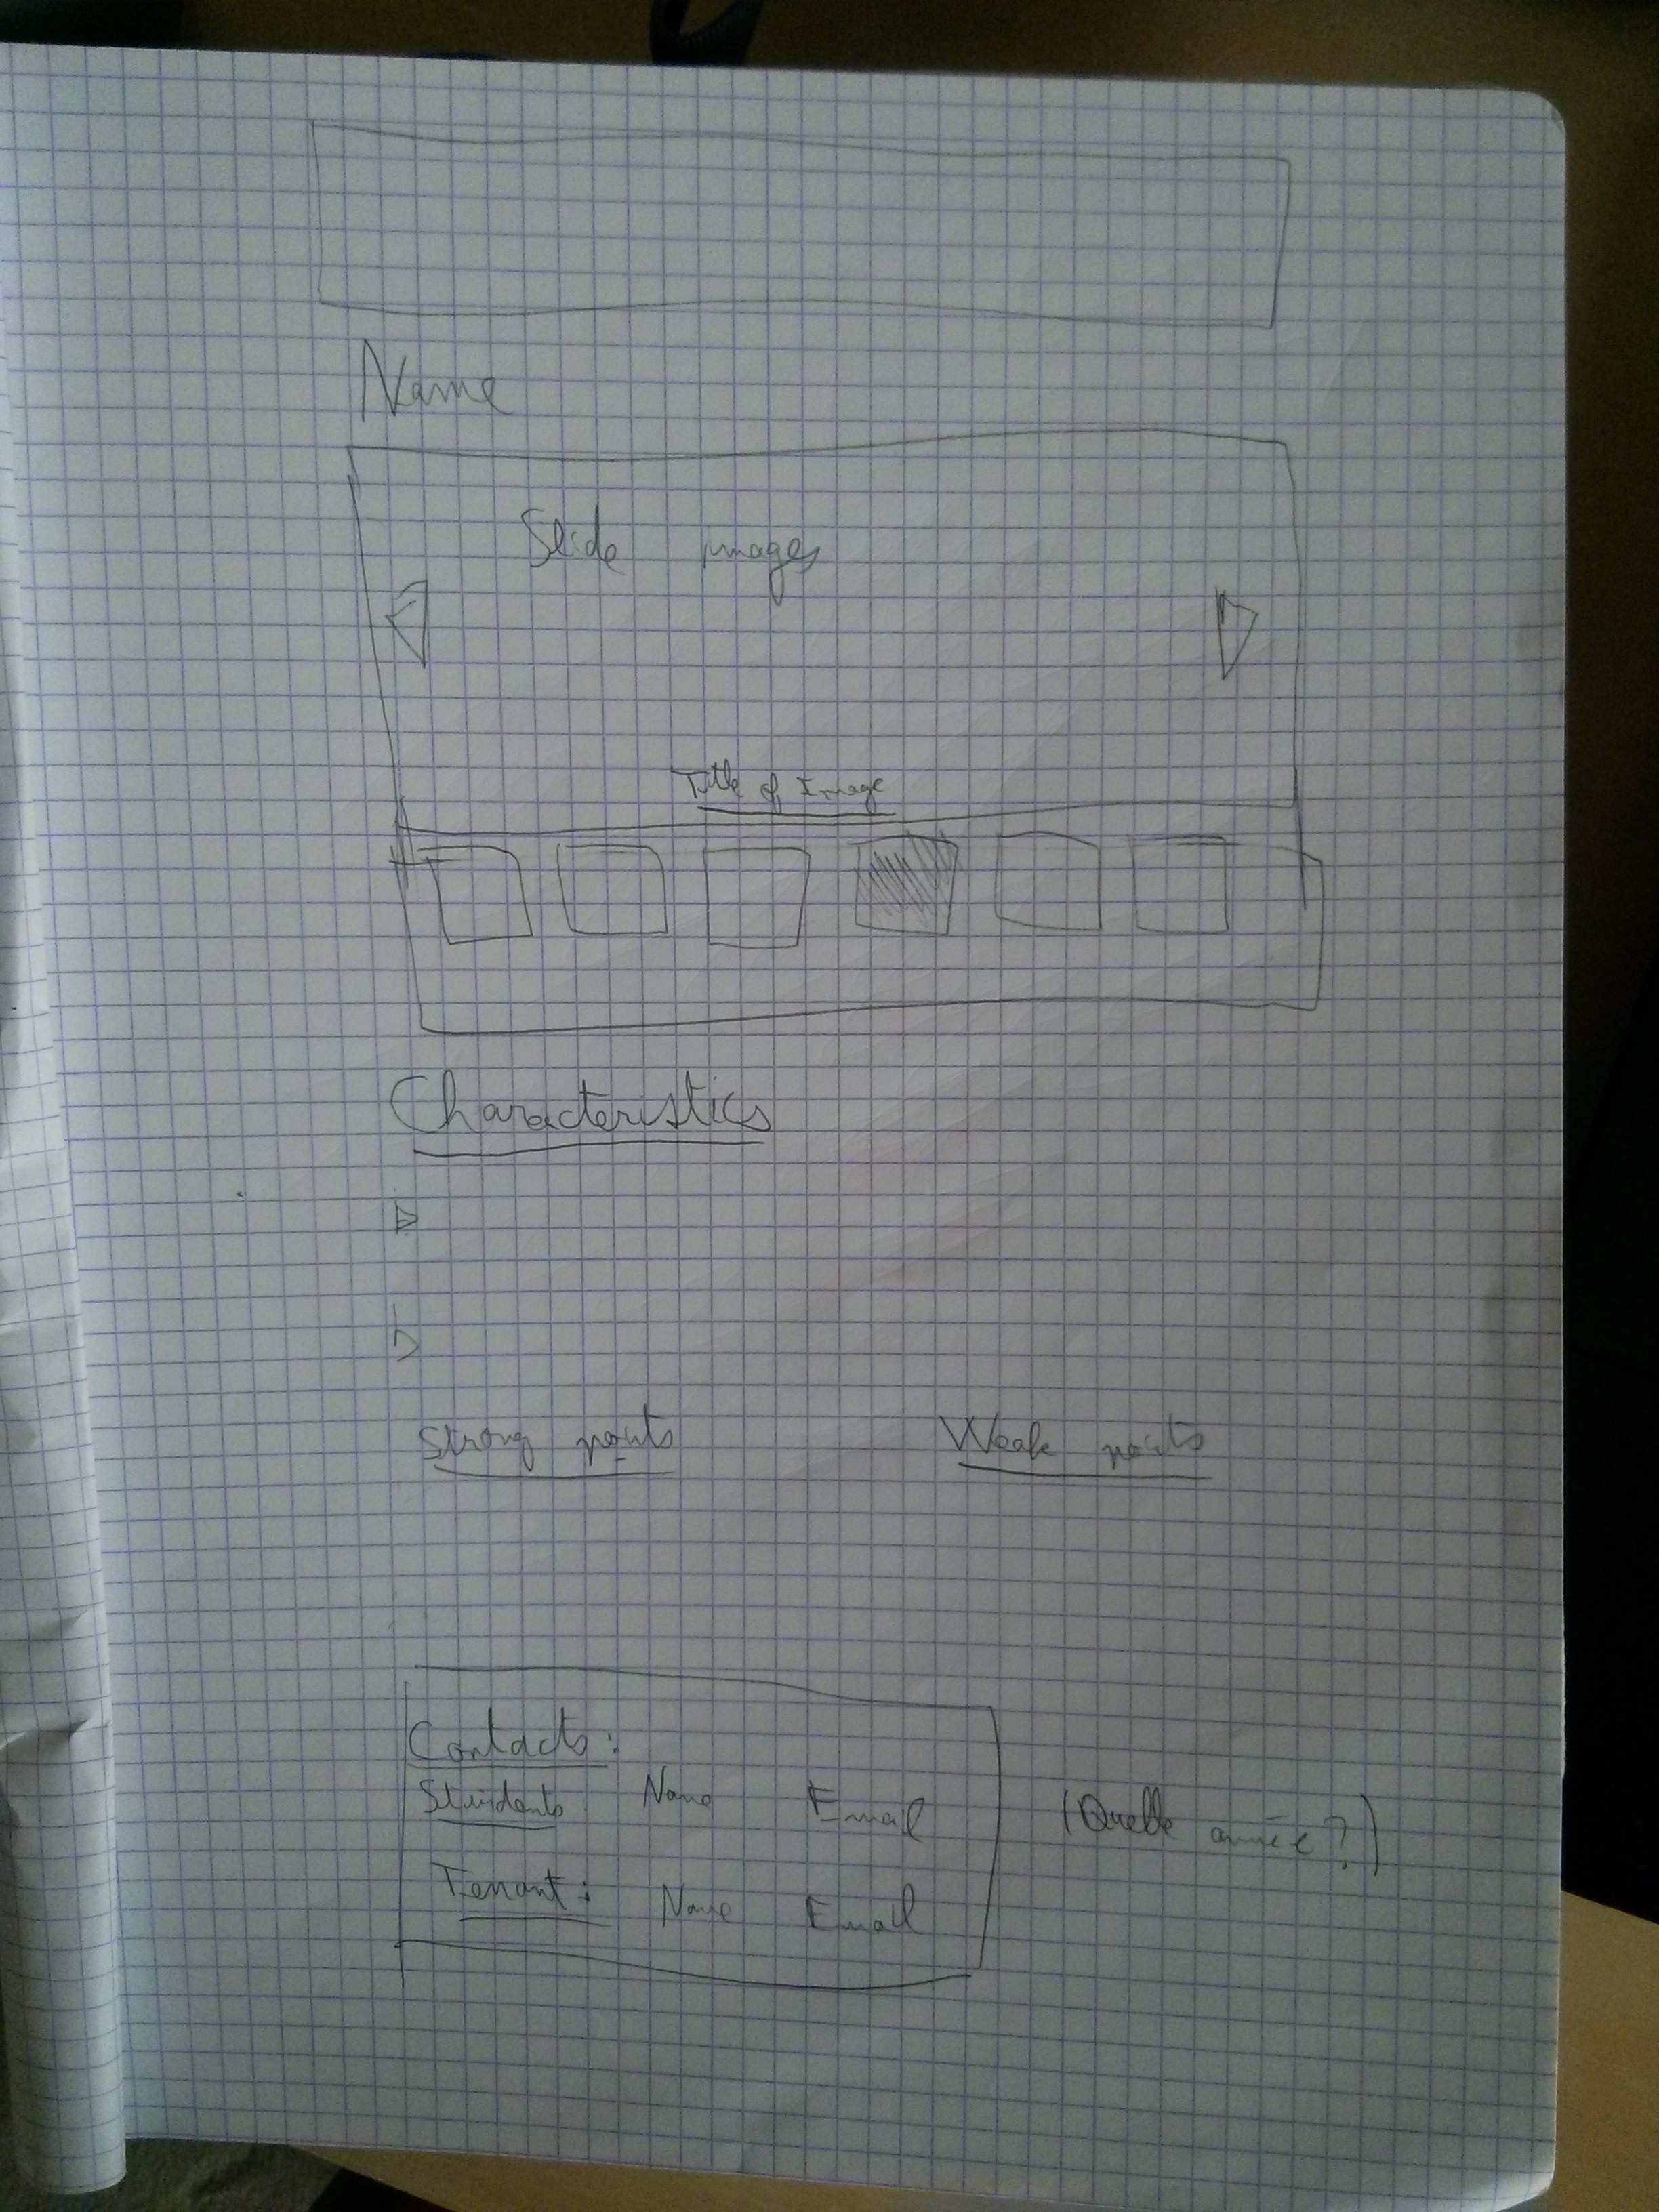 Name
Slide images
Title of Image
Characteristics
Strong points Weak points
Contacts :
Students Name Email (Quelle année ?)
Tenant : Name Email